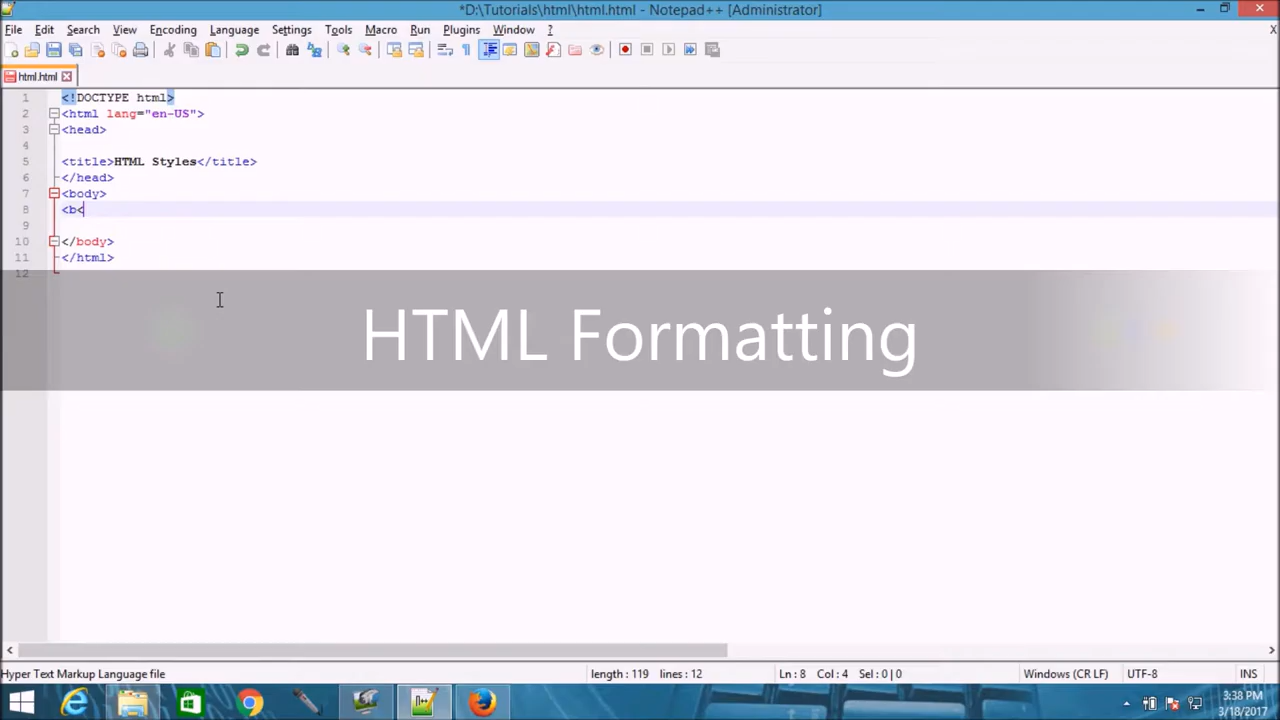 *D:\Tutorials\html\html.html - Notepad++ [Administrator]
File Edit Search View Encoding Language Settings Tools Macro Run Plugins Window ? X
html.html
1 <!DOCTYPE html>
2 <html lang="en-US">
3 <head>
4
5 <title>HTML Styles</title>
6 </head>
7 <body>
8 <b<
9
10 </body>
11 </html>
12
HTML Formatting
Hyper Text Markup Language file length : 119 lines : 12 Ln : 8 Col : 4 Sel : 0 | 0 Windows (CR LF) UTF-8 INS
3:38 PM
3/18/2017